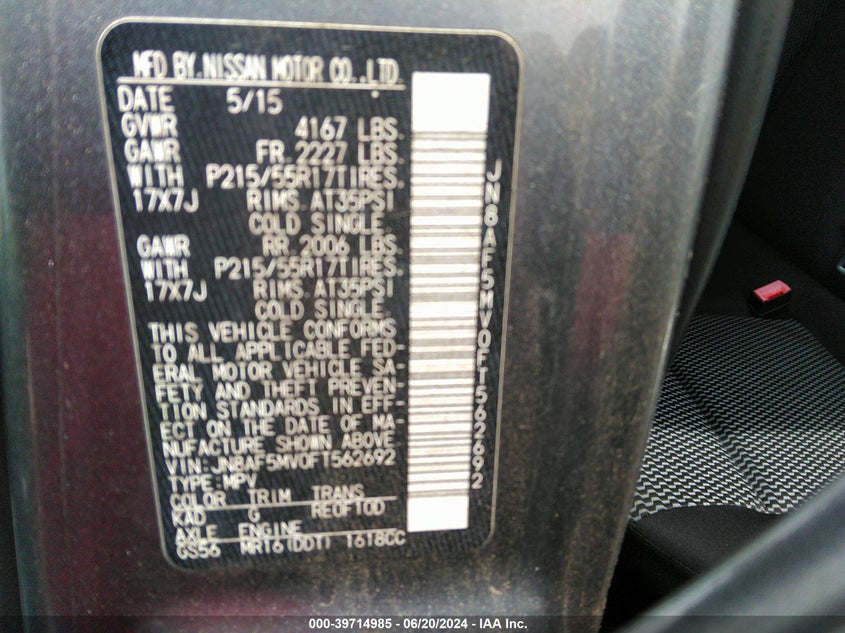 MFD BY.NISSAN MOTOR CO.,LTD.
DATE 5/15
GVWR 4167 LBS.
GAWR FR.2227 LBS.
WITH P215/55R17TIRES.
17X7J RIMS.AT35PSI
COLD SINGLE.
GAWR RR.2006 LBS.
WITH P215/55R17TIRES.
17X7J RIMS.AT35PSI
COLD SINGLE.
THIS VEHICLE CONFORMS
TO ALL APPLICABLE FED-
ERAL MOTOR VEHICLE SA-
FETY AND THEFT PREVEN-
TION STANDARDS IN EFF-
ECT ON THE DATE OF MA-
NUFACTURE SHOWN ABOVE
VIN:JN8AF5MV0FT562692
TYPE:MPV
COLOR TRIM TRANS
KAD G RE0F10D
AXLE ENGINE
GS56 MR16(DDT) 1618CC
JN8AF5MV0FT562692
000-39714985 - 06/20/2024 - IAA Inc.